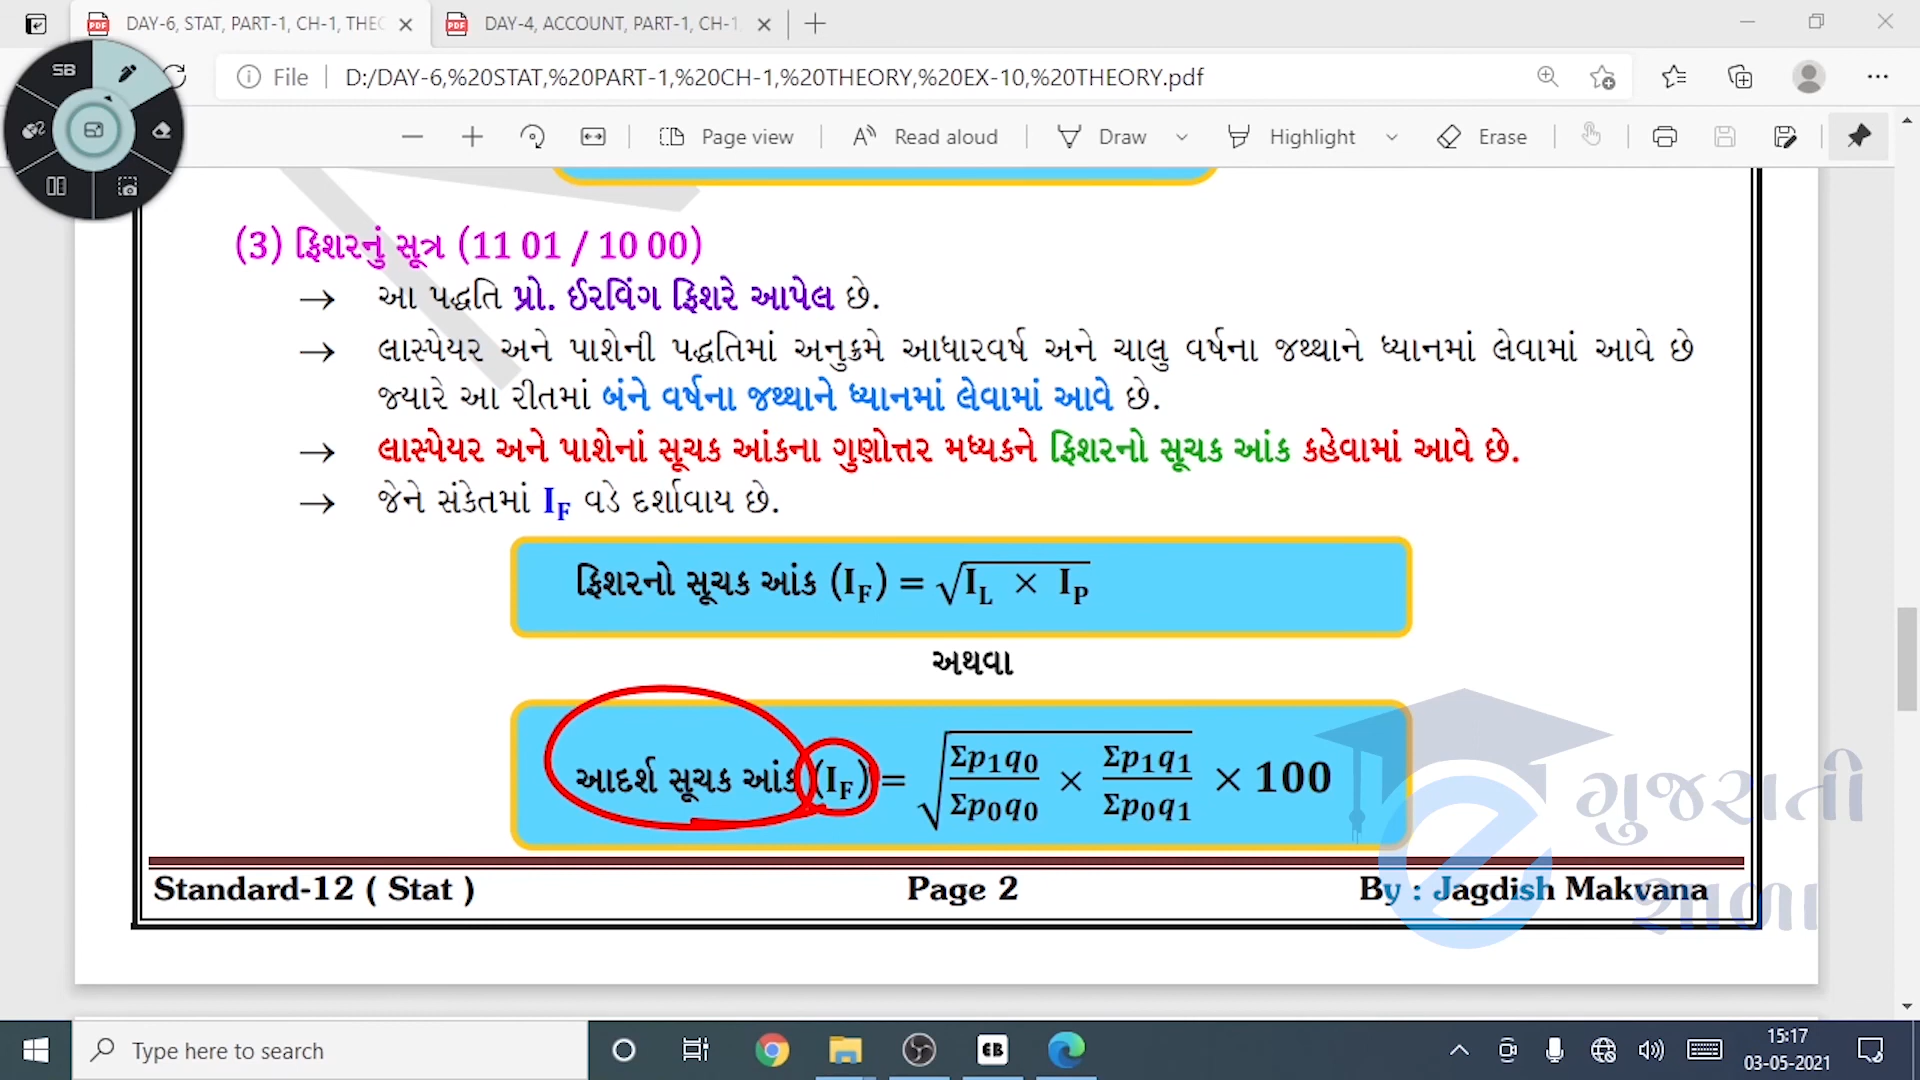 DAY-6, STAT, PART-1, CH-1, THEC
DAY-4, ACCOUNT, PART-1, CH-1
SB
File
D:/DAY-6,%20STAT,%20PART-1,%20CH-1,%20THEORY,%20EX-10,%20THEORY.pdf
Page view
Read aloud
Draw
Highlight
Erase
(3) ફિશરનું સૂત્ર (11 01 / 10 00)
→ આ પદ્ધતિ પ્રો. ઈરવિંગ ફિશરે આપેલ છે.
→ લાસ્પેયર અને પાશેની પદ્ધતિમાં અનુક્રમે આધારવર્ષ અને ચાલુ વર્ષના જથ્થાને ધ્યાનમાં લેવામાં આવે છે
જ્યારે આ રીતમાં બંને વર્ષના જથ્થાને ધ્યાનમાં લેવામાં આવે છે.
→ લાસ્પેયર અને પાશેનાં સૂચક આંકના ગુણોત્તર મધ્યકને ફિશરનો સૂચક આંક કહેવામાં આવે છે.
→ જેને સંકેતમાં I_F વડે દર્શાવાય છે.
ફિશરનો સૂચક આંક (I_F) = √(I_L × I_P)
અથવા
આદર્શ સૂચક આંક (I_F) = √(Σp₁q₀/Σp₀q₀ × Σp₁q₁/Σp₀q₁) × 100
ગુજરાતી
શાળા
Standard-12 ( Stat )
Page 2
By : Jagdish Makvana
Type here to search
15:17
03-05-2021